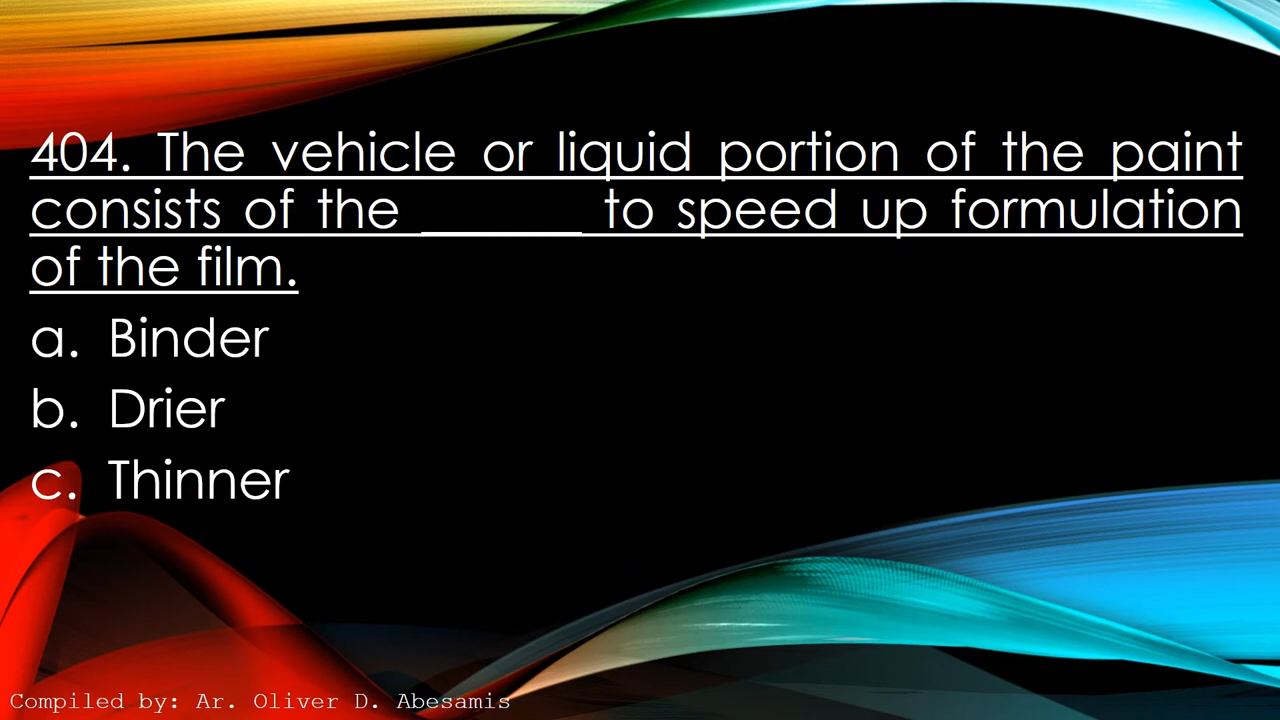 404. The vehicle or liquid portion of the paint
consists of the ______ to speed up formulation
of the film.
a. Binder
b. Drier
c. Thinner
Compiled by: Ar. Oliver D. Abesamis